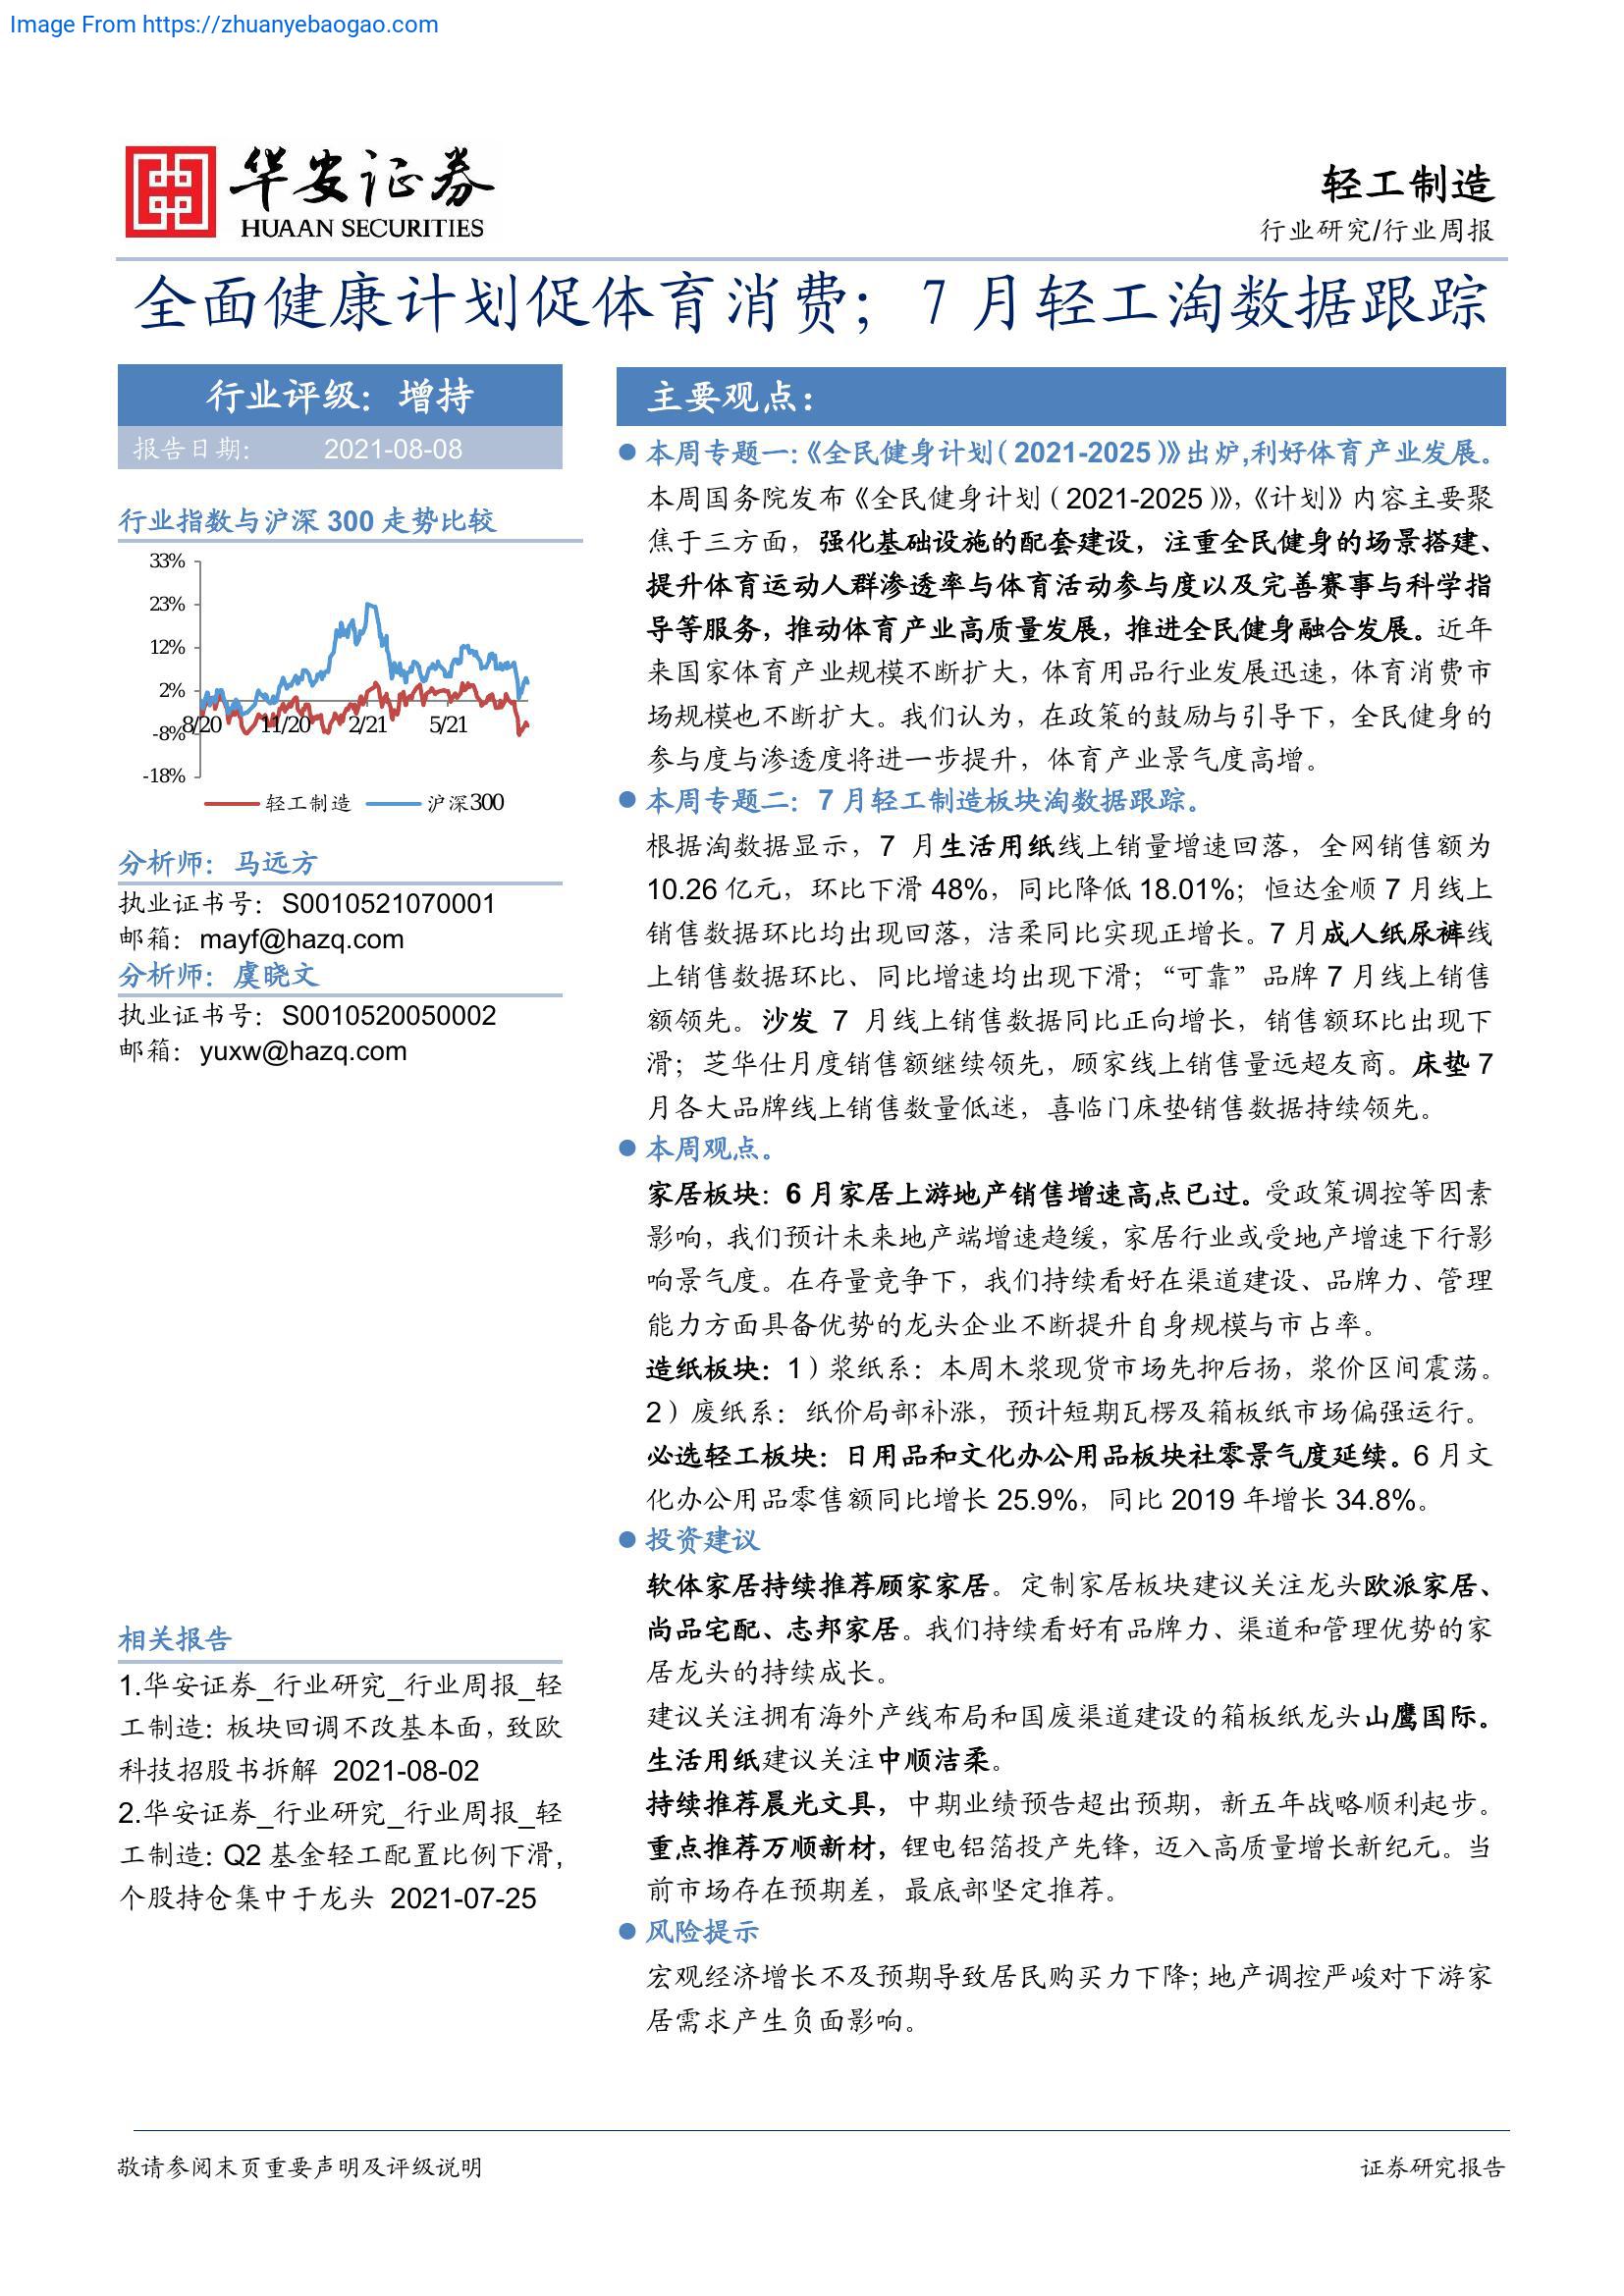 Image From https://zhuanyebaogao.com
华安证券
HUAAN SECURITIES
轻工制造
行业研究/行业周报
全面健康计划促体育消费；7 月轻工淘数据跟踪
行业评级：增持
报告日期： 2021-08-08
行业指数与沪深 300 走势比较
33%
23%
12%
2%
-8%
-18%
8/20 11/20 2/21 5/21
轻工制造 沪深300
分析师：马远方
执业证书号：S0010521070001
邮箱：mayf@hazq.com
分析师：虞晓文
执业证书号：S0010520050002
邮箱：yuxw@hazq.com
相关报告
1.华安证券_行业研究_行业周报_轻
工制造：板块回调不改基本面，致欧
科技招股书拆解 2021-08-02
2.华安证券_行业研究_行业周报_轻
工制造：Q2 基金轻工配置比例下滑，
个股持仓集中于龙头 2021-07-25
主要观点：
● 本周专题一：《全民健身计划（2021-2025）》出炉,利好体育产业发展。
本周国务院发布《全民健身计划（2021-2025）》，《计划》内容主要聚
焦于三方面，强化基础设施的配套建设，注重全民健身的场景搭建、
提升体育运动人群渗透率与体育活动参与度以及完善赛事与科学指
导等服务，推动体育产业高质量发展，推进全民健身融合发展。近年
来国家体育产业规模不断扩大，体育用品行业发展迅速，体育消费市
场规模也不断扩大。我们认为，在政策的鼓励与引导下，全民健身的
参与度与渗透度将进一步提升，体育产业景气度高增。
● 本周专题二：7 月轻工制造板块淘数据跟踪。
根据淘数据显示，7 月生活用纸线上销量增速回落，全网销售额为
10.26 亿元，环比下滑 48%，同比降低 18.01%；恒达金顺 7 月线上
销售数据环比均出现回落，洁柔同比实现正增长。7 月成人纸尿裤线
上销售数据环比、同比增速均出现下滑；“可靠”品牌 7 月线上销售
额领先。沙发 7 月线上销售数据同比正向增长，销售额环比出现下
滑；芝华仕月度销售额继续领先，顾家线上销售量远超友商。床垫 7
月各大品牌线上销售数量低迷，喜临门床垫销售数据持续领先。
● 本周观点。
家居板块：6 月家居上游地产销售增速高点已过。受政策调控等因素
影响，我们预计未来地产端增速趋缓，家居行业或受地产增速下行影
响景气度。在存量竞争下，我们持续看好在渠道建设、品牌力、管理
能力方面具备优势的龙头企业不断提升自身规模与市占率。
造纸板块：1）浆纸系：本周木浆现货市场先抑后扬，浆价区间震荡。
2）废纸系：纸价局部补涨，预计短期瓦楞及箱板纸市场偏强运行。
必选轻工板块：日用品和文化办公用品板块社零景气度延续。6 月文
化办公用品零售额同比增长 25.9%，同比 2019 年增长 34.8%。
● 投资建议
软体家居持续推荐顾家家居。定制家居板块建议关注龙头欧派家居、
尚品宅配、志邦家居。我们持续看好有品牌力、渠道和管理优势的家
居龙头的持续成长。
建议关注拥有海外产线布局和国废渠道建设的箱板纸龙头山鹰国际。
生活用纸建议关注中顺洁柔。
持续推荐晨光文具，中期业绩预告超出预期，新五年战略顺利起步。
重点推荐万顺新材，锂电铝箔投产先锋，迈入高质量增长新纪元。当
前市场存在预期差，最底部坚定推荐。
● 风险提示
宏观经济增长不及预期导致居民购买力下降；地产调控严峻对下游家
居需求产生负面影响。
敬请参阅末页重要声明及评级说明
证券研究报告